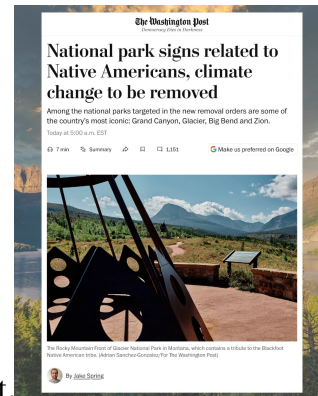 The Washington Post
Democracy Dies in Darkness
National park signs related to
Native Americans, climate
change to be removed
Among the national parks targeted in the new removal orders are some of
the country's most iconic: Grand Canyon, Glacier, Big Bend and Zion.
Today at 5:00 a.m. EST
7 min Summary 1,151 Make us preferred on Google
The Rocky Mountain Front of Glacier National Park in Montana, which contains a tribute to the Blackfoot
Native American tribe. (Adrian Sanchez-Gonzalez/For The Washington Post)
By Jake Spring
t.